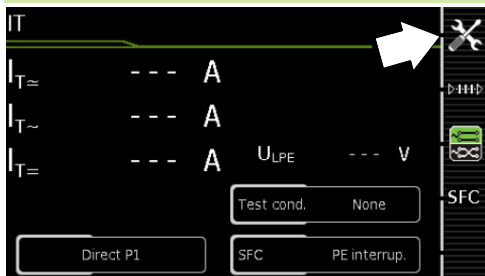 IT
IT≃ --- A
IT~ --- A
IT= --- A
ULPE --- V
Test cond. None
Direct P1
SFC PE interrup.
SFC